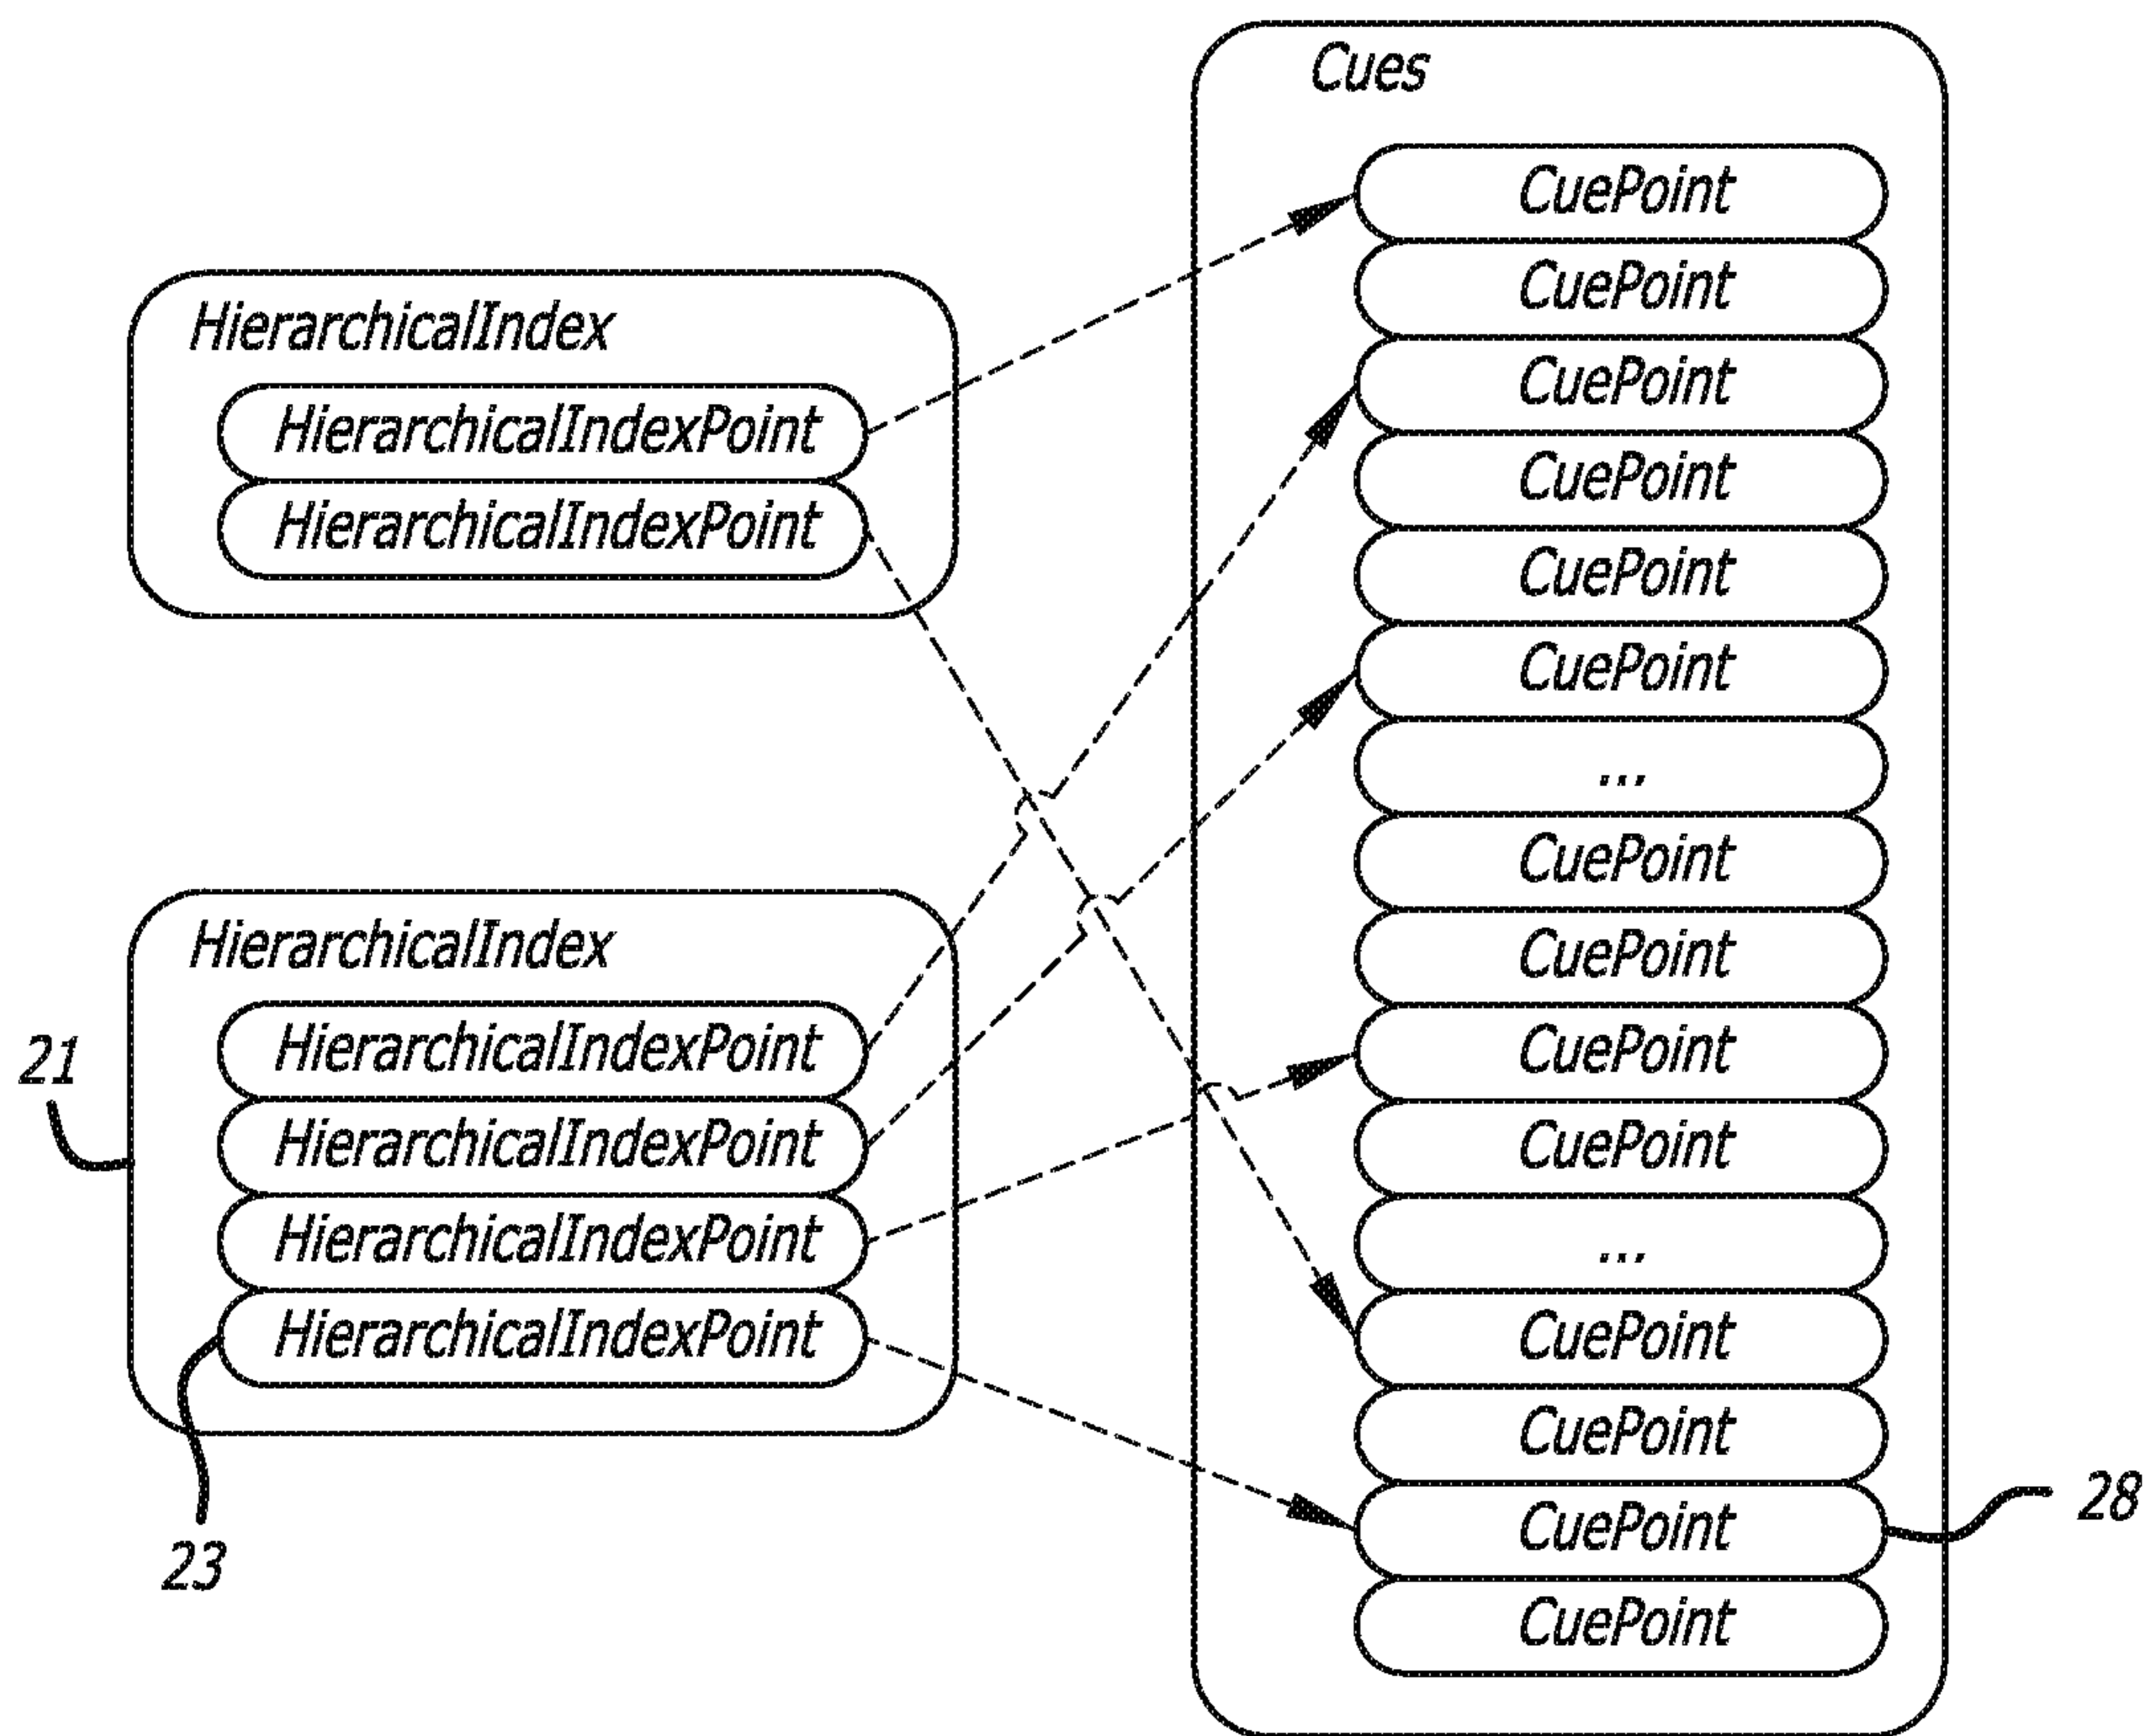 Cues
CuePoint
CuePoint
CuePoint
CuePoint
CuePoint
CuePoint
...
CuePoint
CuePoint
CuePoint
CuePoint
...
CuePoint
CuePoint
CuePoint
CuePoint
28
HierarchicalIndex
HierarchicalIndexPoint
HierarchicalIndexPoint
HierarchicalIndex
HierarchicalIndexPoint
HierarchicalIndexPoint
HierarchicalIndexPoint
HierarchicalIndexPoint
21
23